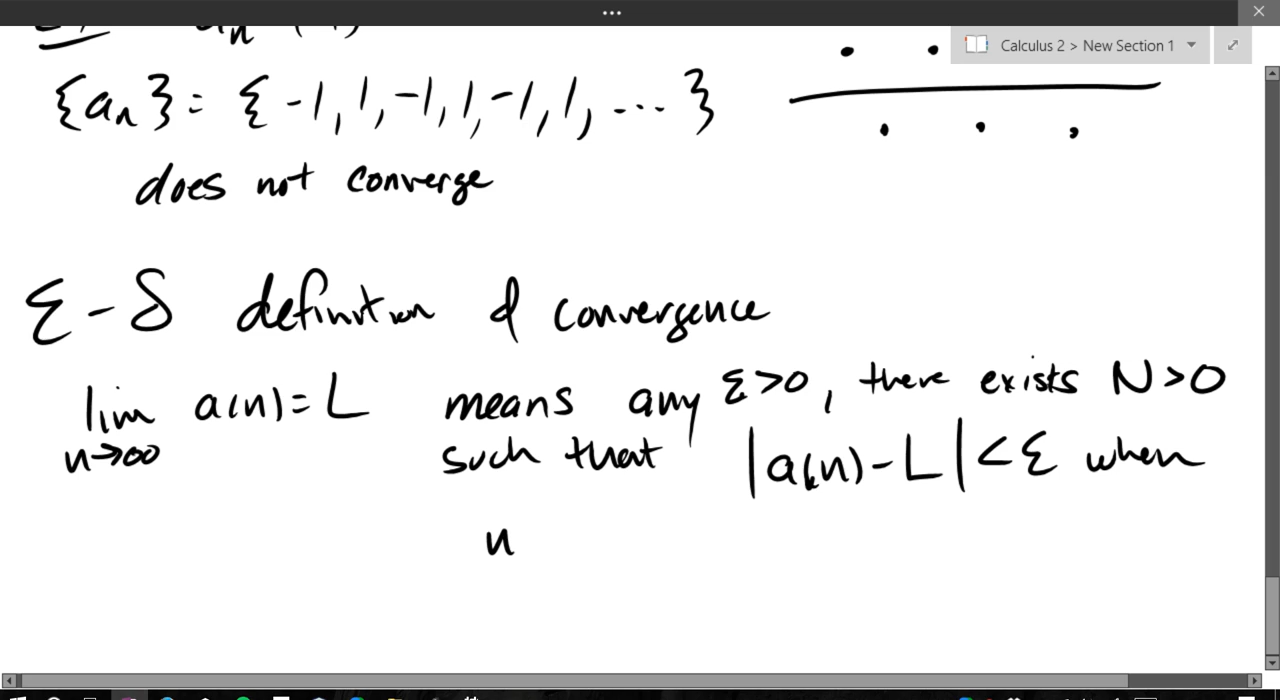 Calculus 2 > New Section 1
{aₙ} = { -1, 1, -1, 1, -1, 1, ... }
does not converge
ε - δ definition of convergence
lim n→∞ a(n) = L means any ε>0, there exists N>0
such that |a(n) - L| < ε when
n